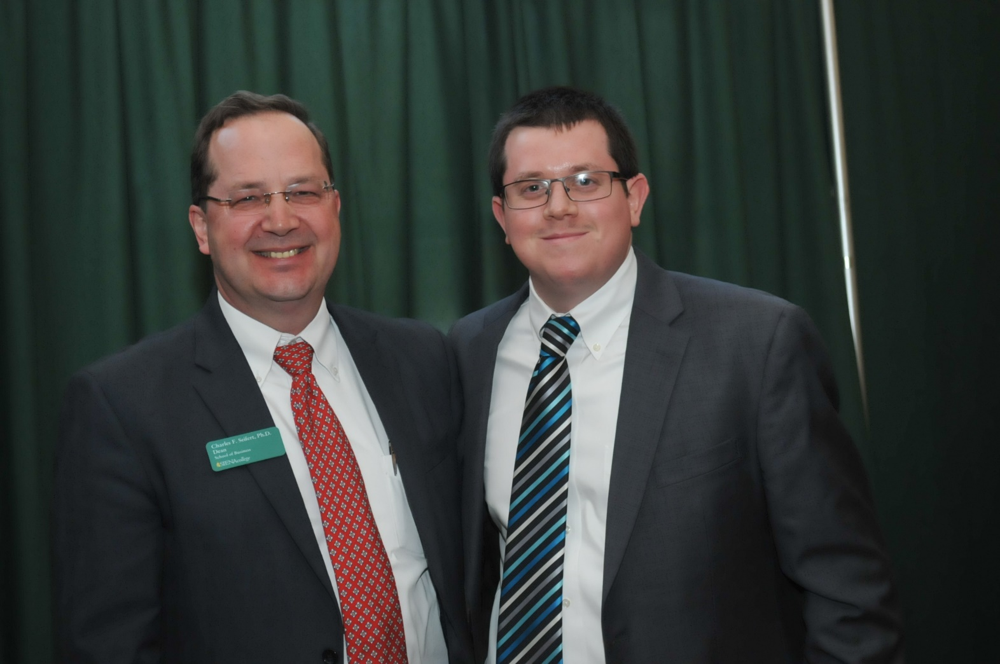 Charles F. Seifert, Ph.D.
Dean
School of Business
SIENAcollege